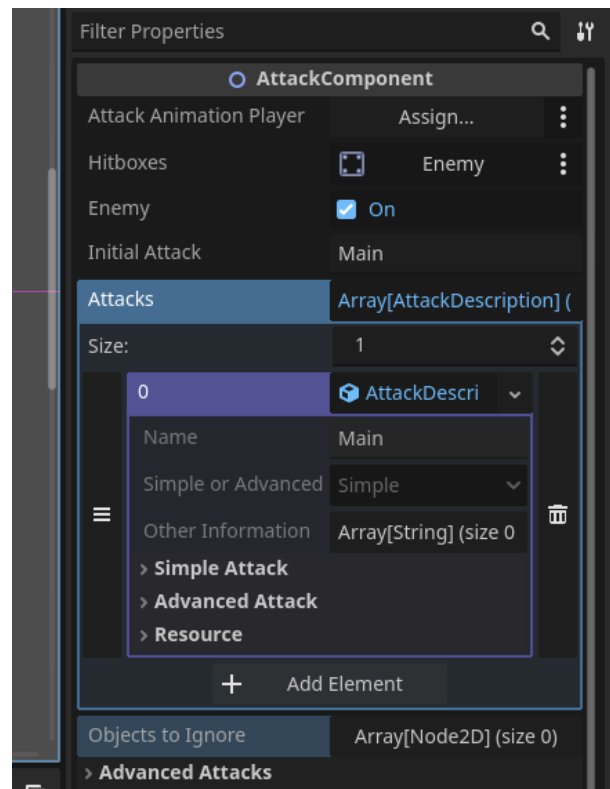 Filter Properties
AttackComponent
Attack Animation Player Assign...
Hitboxes Enemy
Enemy On
Initial Attack Main
Attacks Array[AttackDescription] (
Size: 1
0 AttackDescri
Name Main
Simple or Advanced Simple
Other Information Array[String] (size 0
Simple Attack
Advanced Attack
Resource
Add Element
Objects to Ignore Array[Node2D] (size 0)
Advanced Attacks